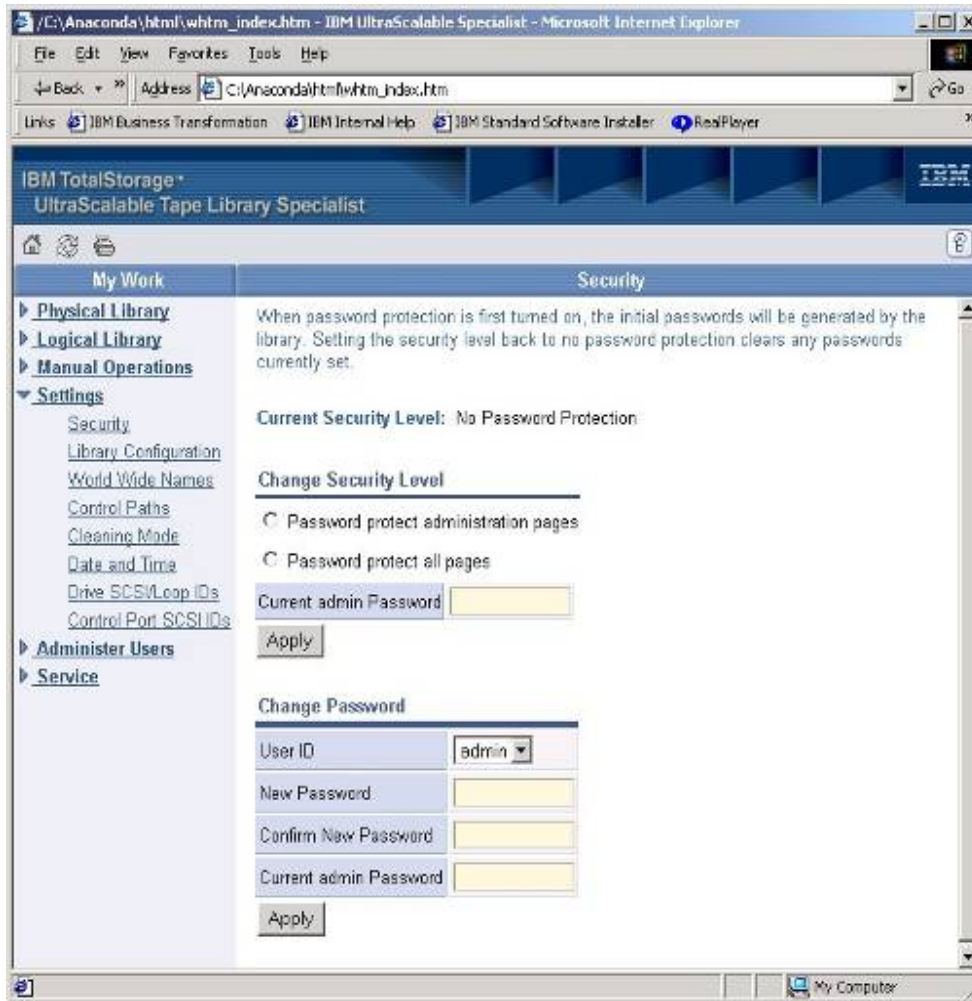 /C:\Anaconda\html\whtm_index.htm - IBM UltraScalable Specialist - Microsoft Internet Explorer
File Edit View Favorites Tools Help
Back » Address C:\Anaconda\html\whtm_index.htm Go
Links IBM Business Transformation IBM Internal Help IBM Standard Software Installer RealPlayer »
IBM TotalStorage
UltraScalable Tape Library Specialist
IBM
My Work
Security
Physical Library
Logical Library
Manual Operations
Settings
Security
Library Configuration
World Wide Names
Control Paths
Cleaning Mode
Date and Time
Drive SCSI/Loop IDs
Control Port SCSI IDs
Administer Users
Service
When password protection is first turned on, the initial passwords will be generated by the
library. Setting the security level back to no password protection clears any passwords
currently set.
Current Security Level: No Password Protection
Change Security Level
Password protect administration pages
Password protect all pages
Current admin Password
Apply
Change Password
User ID admin
New Password
Confirm New Password
Current admin Password
Apply
My Computer